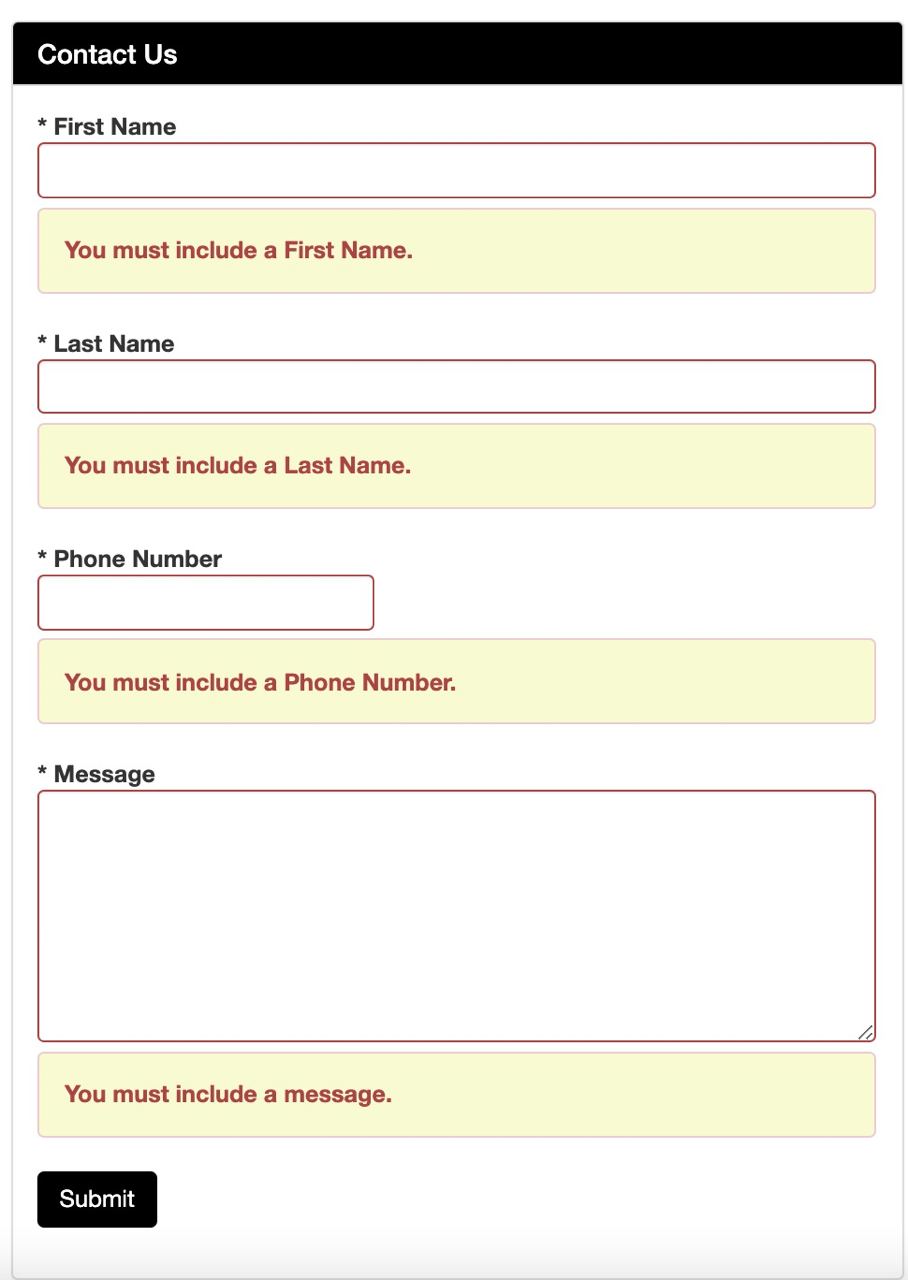 Contact Us
* First Name
You must include a First Name.
* Last Name
You must include a Last Name.
* Phone Number
You must include a Phone Number.
* Message
You must include a message.
Submit